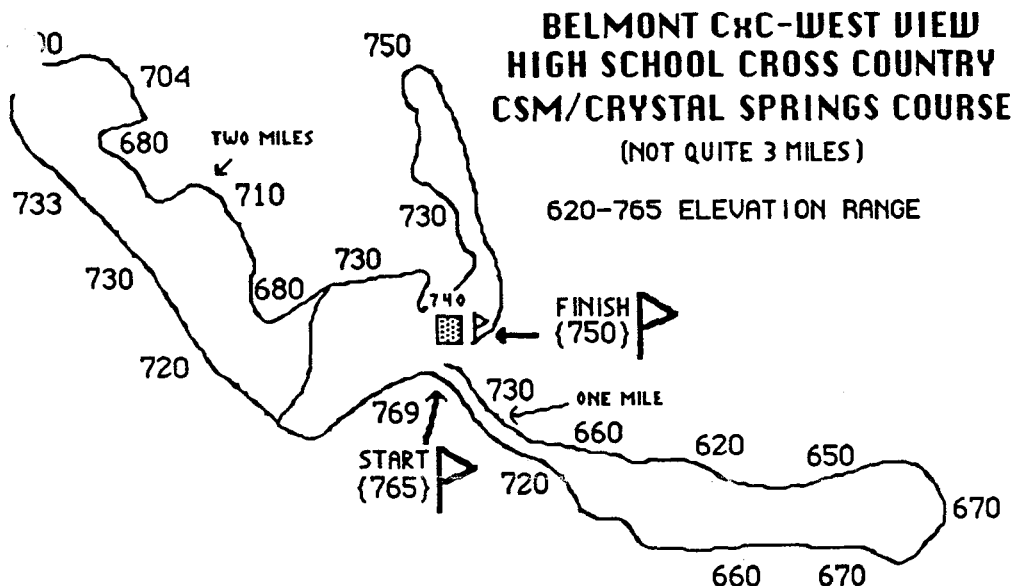 BELMONT CxC-WEST VIEW
HIGH SCHOOL CROSS COUNTRY
CSM/CRYSTAL SPRINGS COURSE
(NOT QUITE 3 MILES)
620-765 ELEVATION RANGE
750
704
680
TWO MILES
710
733
730
730
730
680
740
FINISH
{750}
720
769
730
ONE MILE
START
{765}
720
660
620
650
670
660
670